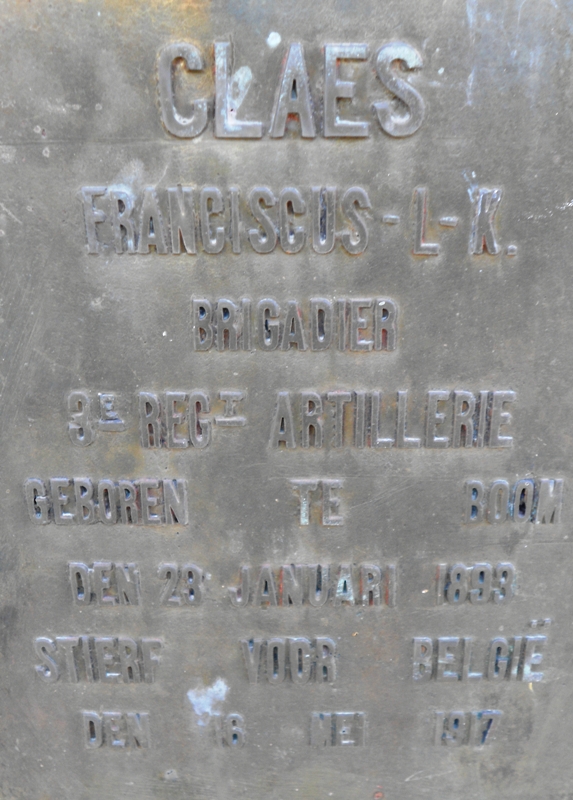 CLAES
FRANCISCUS-L-K.
BRIGADIER
3E REGT ARTILLERIE
GEBOREN TE BOOM
DEN 28 JANUARI 1893
STIERF VOOR BELGIË
DEN 16 MEI 1917